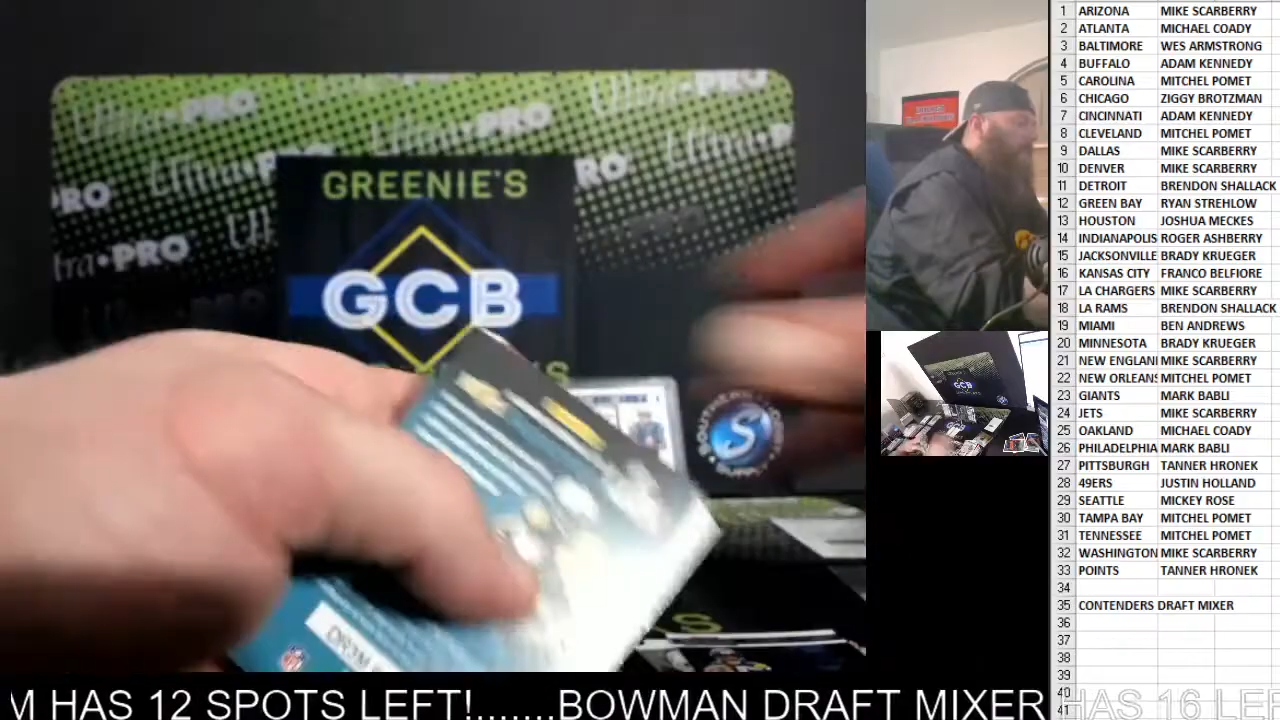 Ultra•PRO
PRO
Ultra•PRO
RO
PRO
tra•PRO
GREENIE'S
GCB
S
S
GCB
1 ARIZONA MIKE SCARBERRY
2 ATLANTA MICHAEL COADY
3 BALTIMORE WES ARMSTRONG
4 BUFFALO ADAM KENNEDY
5 CAROLINA MITCHEL POMET
6 CHICAGO ZIGGY BROTZMAN
7 CINCINNATI ADAM KENNEDY
8 CLEVELAND MITCHEL POMET
9 DALLAS MIKE SCARBERRY
10 DENVER MIKE SCARBERRY
11 DETROIT BRENDON SHALLACK
12 GREEN BAY RYAN STREHLOW
13 HOUSTON JOSHUA MECKES
14 INDIANAPOLIS ROGER ASHBERRY
15 JACKSONVILLE BRADY KRUEGER
16 KANSAS CITY FRANCO BELFIORE
17 LA CHARGERS MIKE SCARBERRY
18 LA RAMS BRENDON SHALLACK
19 MIAMI BEN ANDREWS
20 MINNESOTA BRADY KRUEGER
21 NEW ENGLAN MIKE SCARBERRY
22 NEW ORLEANS MITCHEL POMET
23 GIANTS MARK BABLI
24 JETS MIKE SCARBERRY
25 OAKLAND MICHAEL COADY
26 PHILADELPHIA MARK BABLI
27 PITTSBURGH TANNER HRONEK
28 49ERS JUSTIN HOLLAND
29 SEATTLE MICKEY ROSE
30 TAMPA BAY MITCHEL POMET
31 TENNESSEE MITCHEL POMET
32 WASHINGTON MIKE SCARBERRY
33 POINTS TANNER HRONEK
34
35 CONTENDERS DRAFT MIXER
36
37
38
39
40
41
M HAS 12 SPOTS LEFT!.......BOWMAN DRAFT MIXER HAS 16 LEF